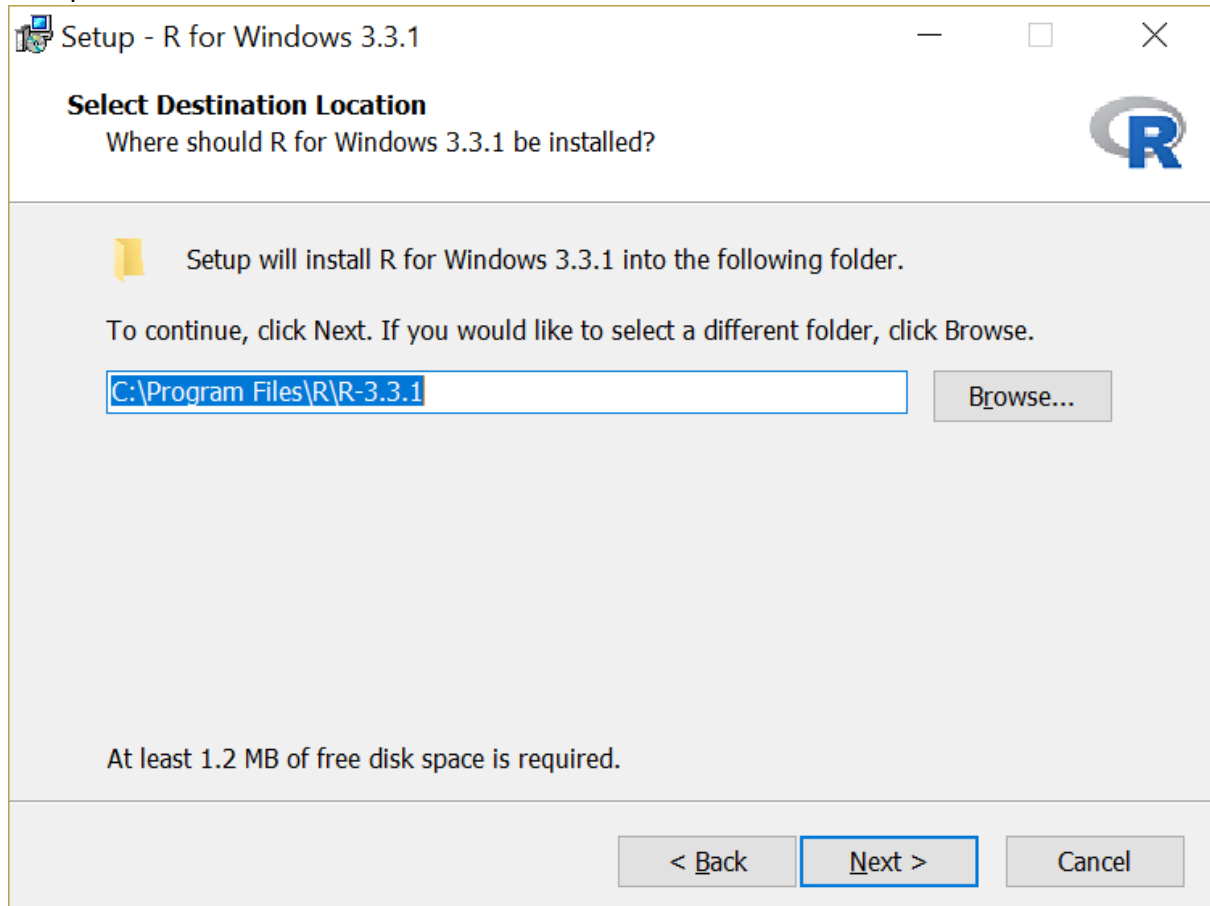 Setup - R for Windows 3.3.1
Select Destination Location
Where should R for Windows 3.3.1 be installed?
R
Setup will install R for Windows 3.3.1 into the following folder.
To continue, click Next. If you would like to select a different folder, click Browse.
C:\Program Files\R\R-3.3.1
Browse...
At least 1.2 MB of free disk space is required.
< Back
Next >
Cancel